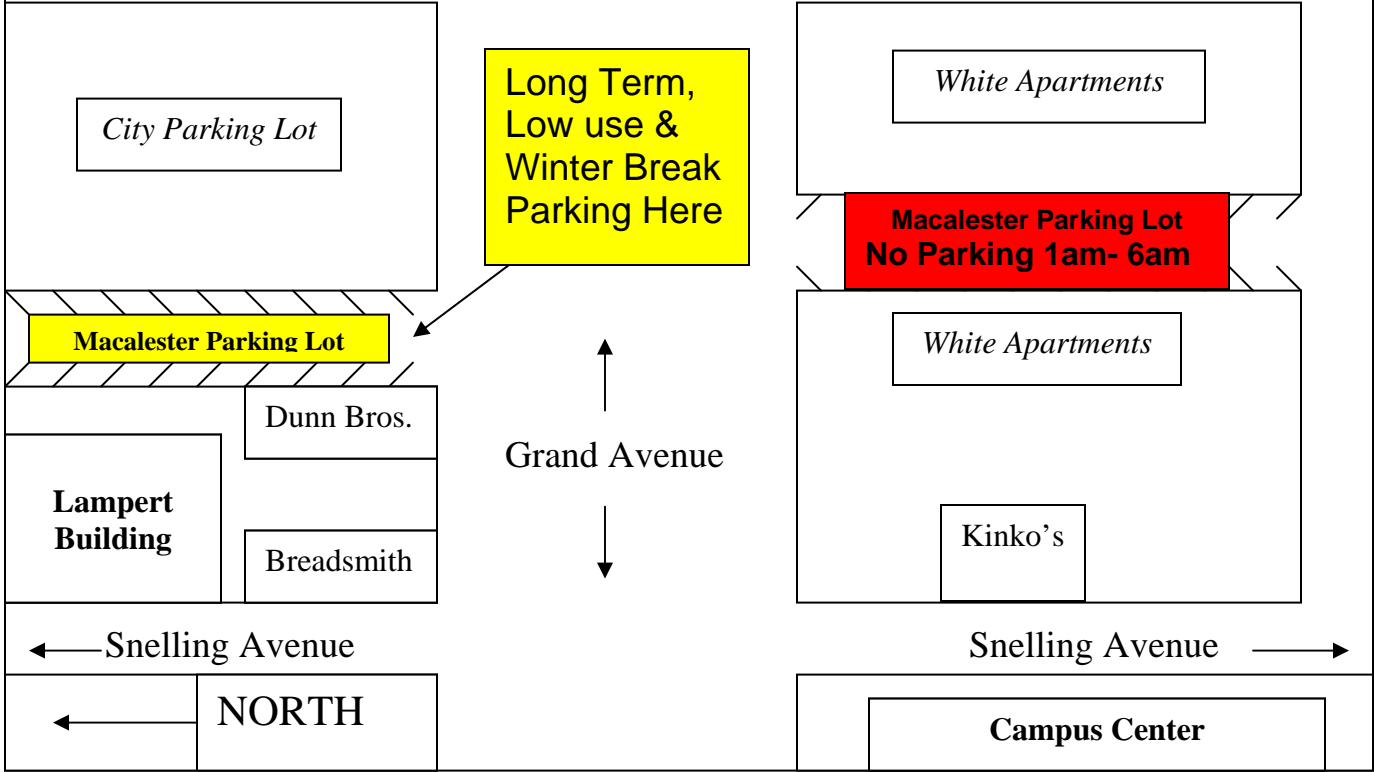 City Parking Lot
Long Term,
Low use &
Winter Break
Parking Here
White Apartments
Macalester Parking Lot
No Parking 1am- 6am
Macalester Parking Lot
White Apartments
Dunn Bros.
Grand Avenue
Lampert
Building
Breadsmith
Kinko's
Snelling Avenue
Snelling Avenue
NORTH
Campus Center